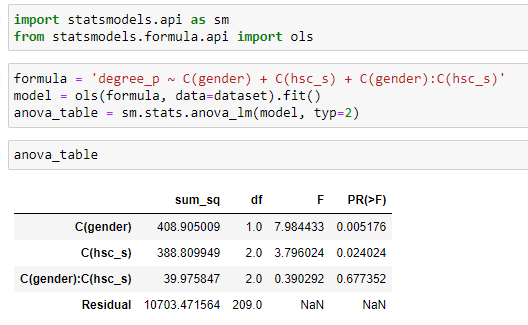 import statsmodels.api as sm
from statsmodels.formula.api import ols
formula = 'degree_p ~ C(gender) + C(hsc_s) + C(gender):C(hsc_s)'
model = ols(formula, data=dataset).fit()
anova_table = sm.stats.anova_lm(model, typ=2)
anova_table
sum_sq df F PR(>F)
C(gender) 408.905009 1.0 7.984433 0.005176
C(hsc_s) 388.809949 2.0 3.796024 0.024024
C(gender):C(hsc_s) 39.975847 2.0 0.390292 0.677352
Residual 10703.471564 209.0 NaN NaN